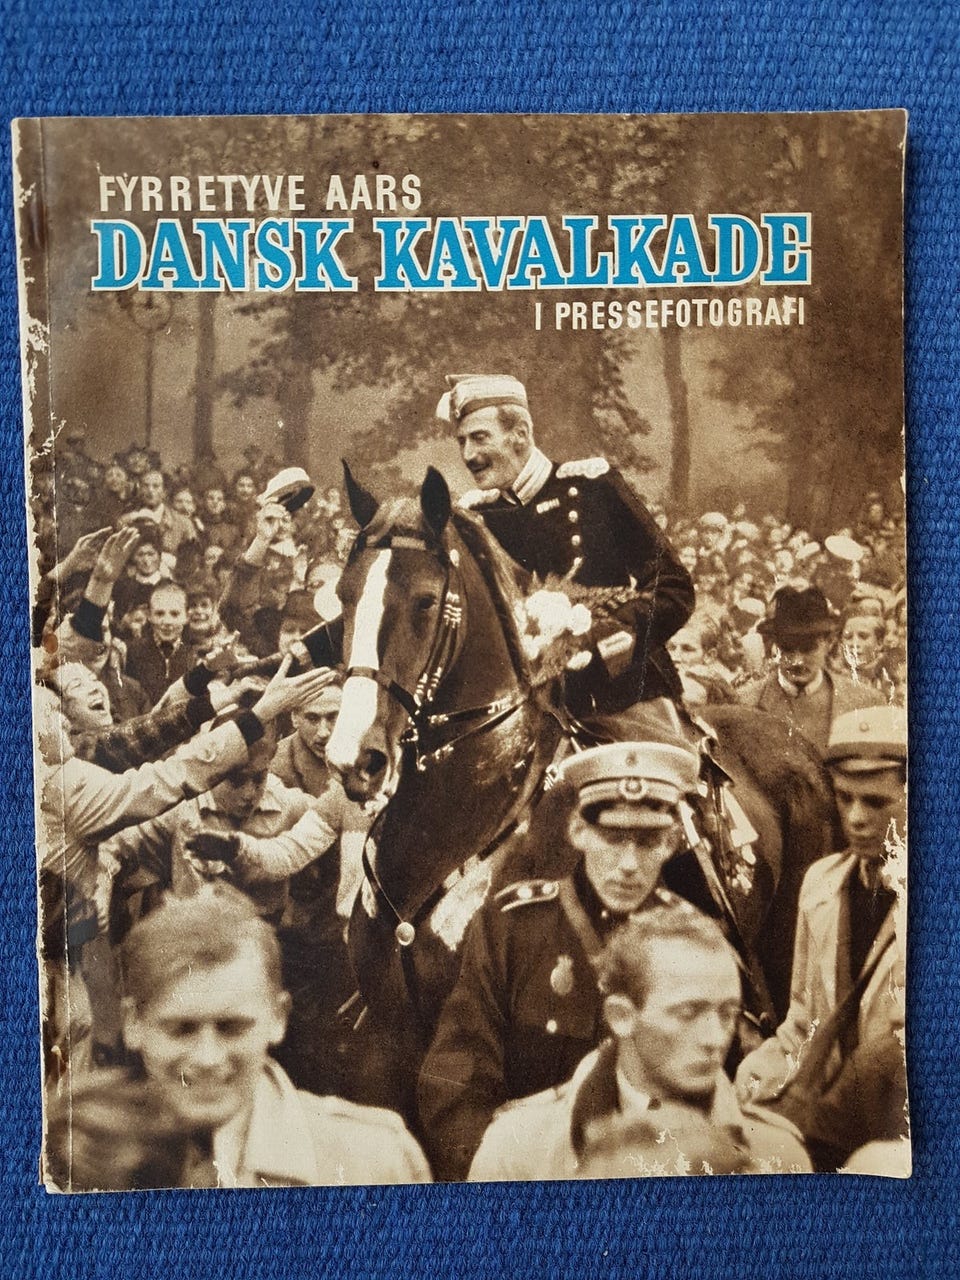 FYRRETYVE AARS
DANSK KAVALKADE
I PRESSEFOTOGRAFI